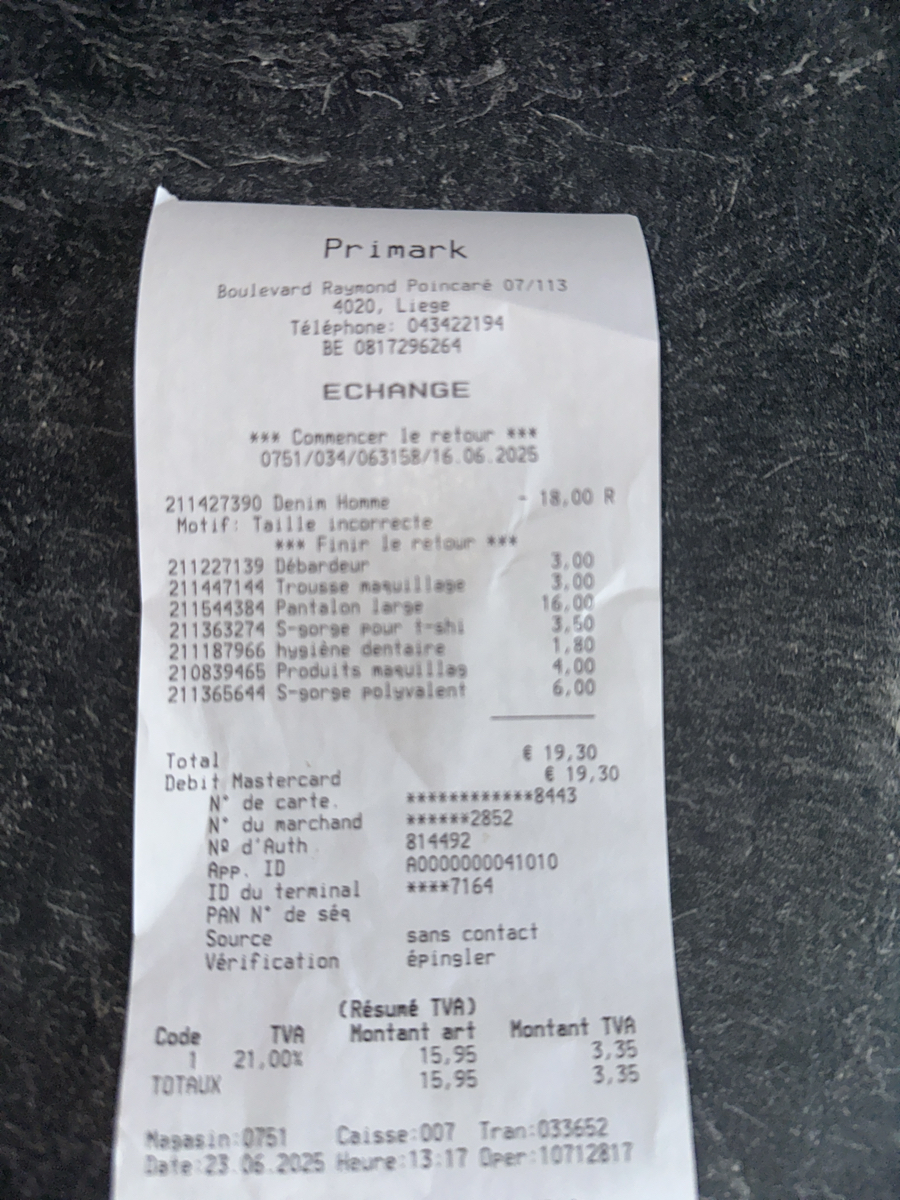 Primark
Boulevard Raymond Poincaré 07/113
4020, Liege
Téléphone: 043422194
BE 0817296264
ECHANGE
*** Commencer le retour ***
0751/034/063158/16.06.2025
211427390 Denim Homme - 18,00 R
Motif: Taille incorrecte
*** Finir le retour ***
211227139 Débardeur 3,00
211447144 Trousse maquillage 3,00
211544384 Pantalon large 16,00
211363274 S-gorge pour t-shi 3,50
211187966 hygiène dentaire 1,80
210839465 Produits maquillag 4,00
211365644 S-gorge polyvalent 6,00
Total € 19,30
Debit Mastercard € 19,30
N° de carte. ************8443
N° du marchand ******2852
Nº d'Auth 814492
App. ID A0000000041010
ID du terminal ****7164
PAN N° de séq
Source sans contact
Vérification épingler
(Résumé TVA)
Code TVA Montant art Montant TVA
1 21,00% 15,95 3,35
TOTAUX 15,95 3,35
Magasin:0751 Caisse:007 Tran:033652
Date:23.06.2025 Heure:13:17 Oper:10712817